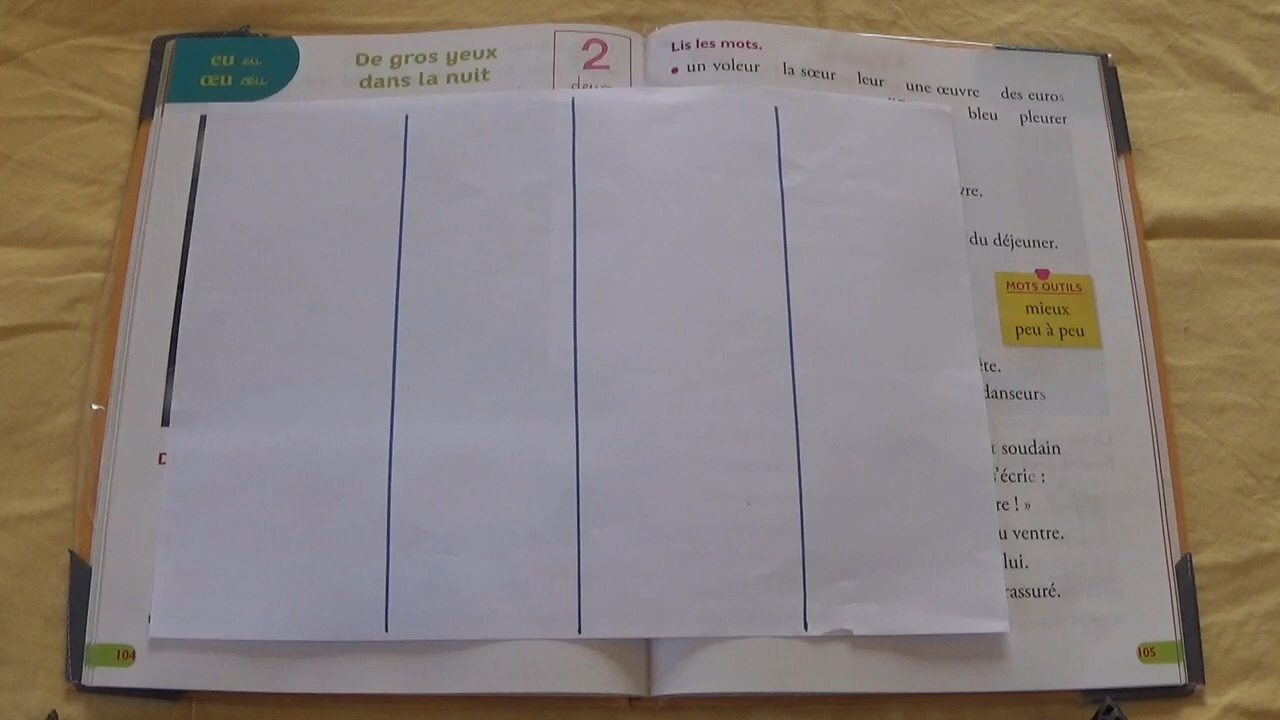 eu eu
œu œu
De gros yeux
dans la nuit
2
deux
Lis les mots.
• un voleur la sœur leur une œuvre des euros
bleu pleurer
du déjeuner.
MOTS OUTILS
mieux
peu à peu
danseurs
soudain
s'écrie :
re ! »
ventre.
lui.
rassuré.
104
105